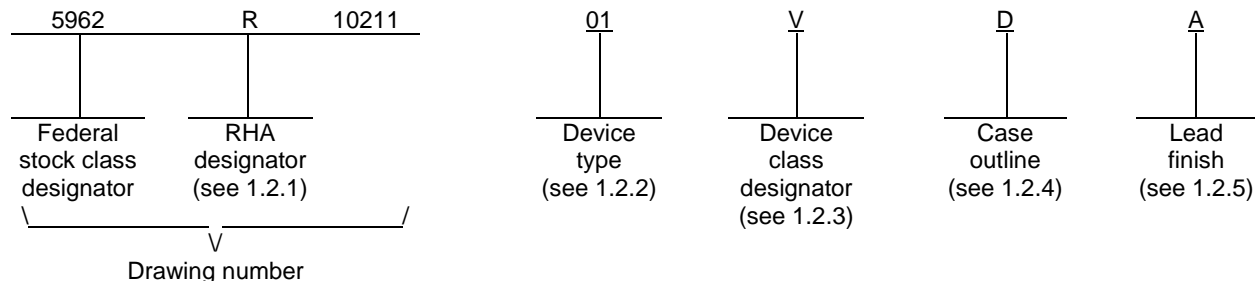 5962 R 10211 01 V D A
Federal stock class designator
RHA designator (see 1.2.1)
Device type (see 1.2.2)
Device class designator (see 1.2.3)
Case outline (see 1.2.4)
Lead finish (see 1.2.5)
Drawing number